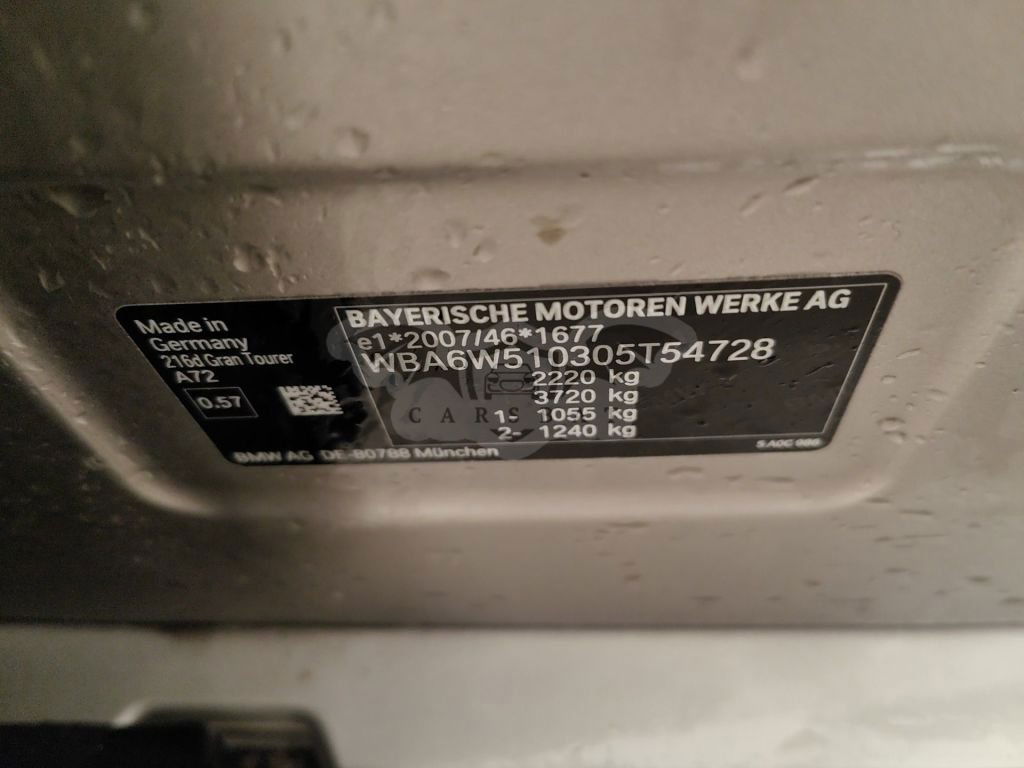 Made in
Germany
216d Gran Tourer
AT2
0.57
BAYERISCHE MOTOREN WERKE AG
e1*2007/46*1677
WBA6W510305T54728
2220 kg
3720 kg
1- 1055 kg
2- 1240 kg
BMW AG DE-80788 München
CARS